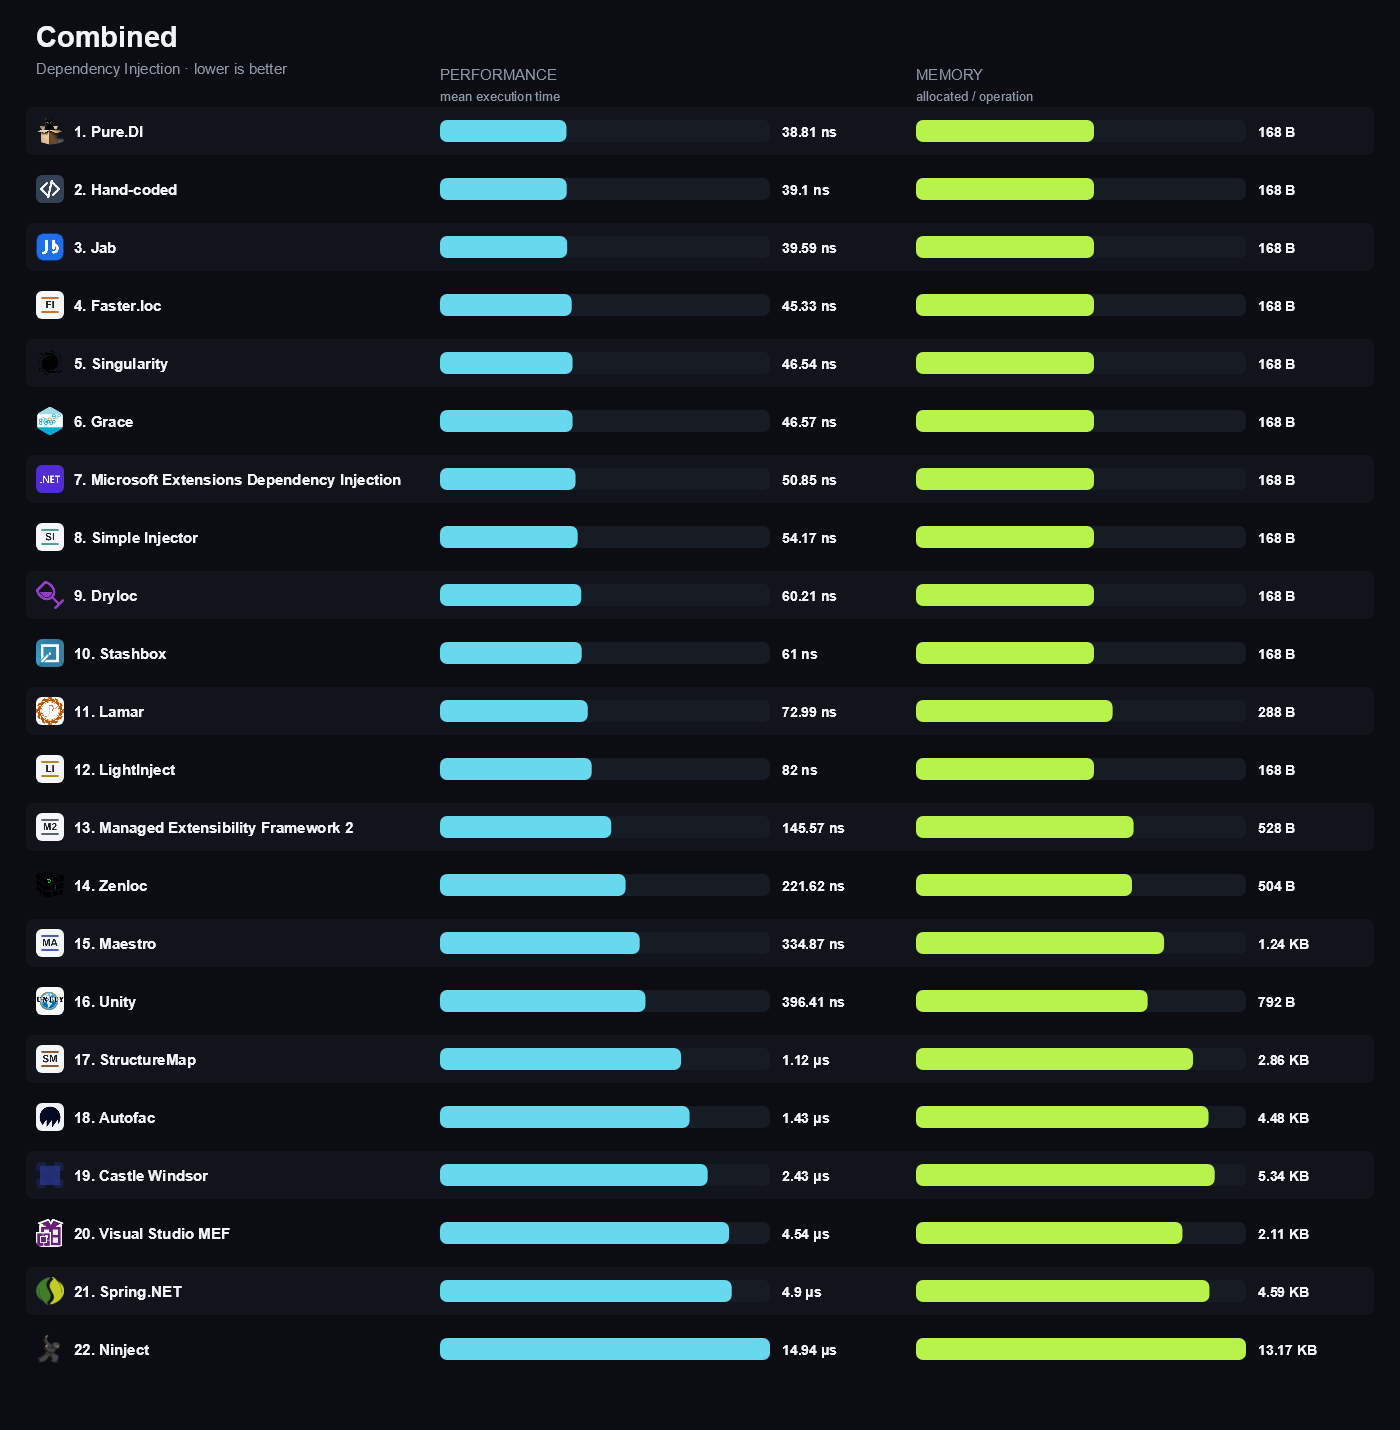 Combined
Dependency Injection · lower is better
PERFORMANCE
mean execution time
MEMORY
allocated / operation
1. Pure.DI 38.81 ns 168 B
2. Hand-coded 39.1 ns 168 B
3. Jab 39.59 ns 168 B
FI 4. Faster.Ioc 45.33 ns 168 B
5. Singularity 46.54 ns 168 B
6. Grace 46.57 ns 168 B
.NET 7. Microsoft Extensions Dependency Injection 50.85 ns 168 B
SI 8. Simple Injector 54.17 ns 168 B
9. DryIoc 60.21 ns 168 B
10. Stashbox 61 ns 168 B
11. Lamar 72.99 ns 288 B
LI 12. LightInject 82 ns 168 B
M2 13. Managed Extensibility Framework 2 145.57 ns 528 B
14. ZenIoc 221.62 ns 504 B
MA 15. Maestro 334.87 ns 1.24 KB
UNITY 16. Unity 396.41 ns 792 B
SM 17. StructureMap 1.12 µs 2.86 KB
18. Autofac 1.43 µs 4.48 KB
19. Castle Windsor 2.43 µs 5.34 KB
20. Visual Studio MEF 4.54 µs 2.11 KB
21. Spring.NET 4.9 µs 4.59 KB
22. Ninject 14.94 µs 13.17 KB